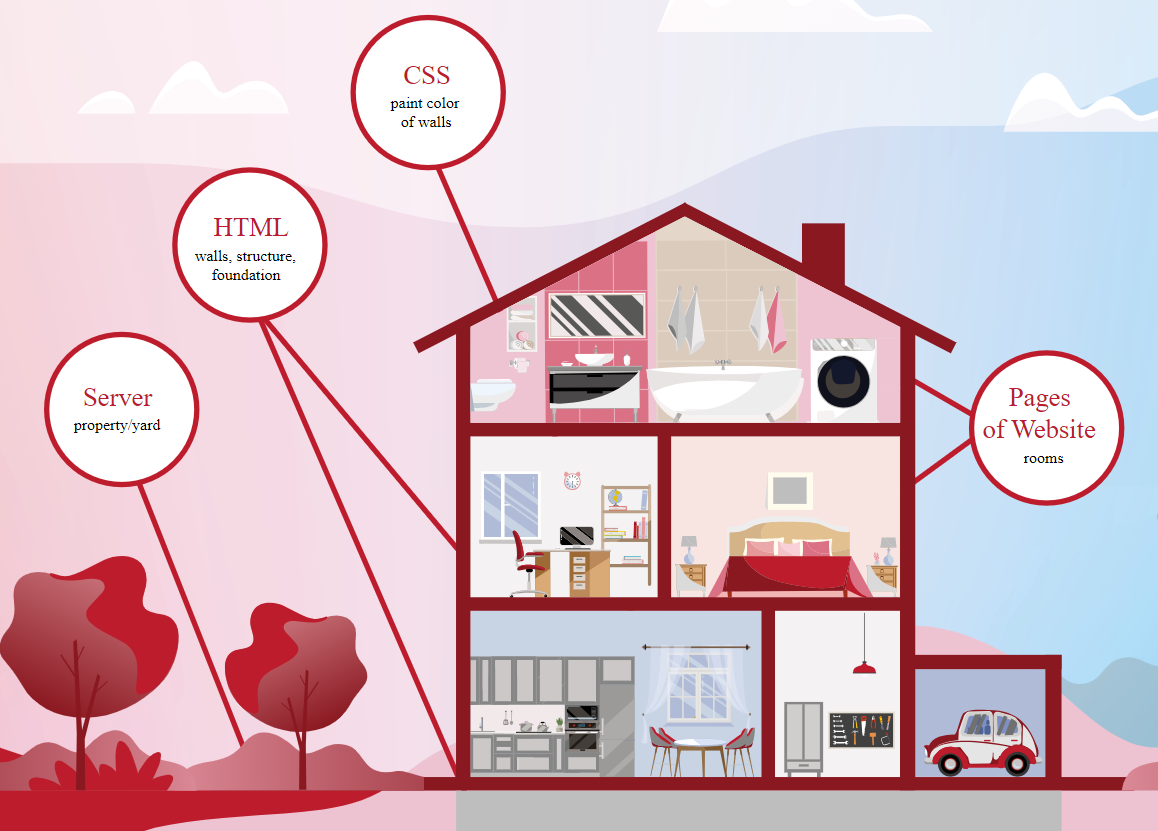 CSS
paint color
of walls
HTML
walls, structure,
foundation
Server
property/yard
Pages
of Website
rooms